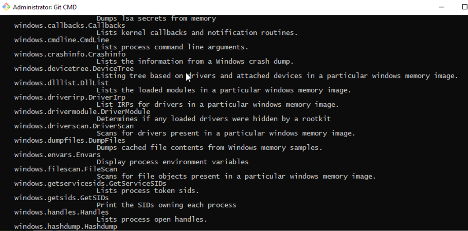 Administrator: Git CMD
Dumps lsa secrets from memory
windows.callbacks.Callbacks
Lists kernel callbacks and notification routines.
windows.cmdline.CmdLine
Lists process command line arguments.
windows.crashinfo.Crashinfo
Lists the information from a Windows crash dump.
windows.devicetree.DeviceTree
Listing tree based on drivers and attached devices in a particular windows memory image.
windows.dlllist.DllList
Lists the loaded modules in a particular windows memory image.
windows.driverirp.DriverIrp
List IRPs for drivers in a particular windows memory image.
windows.drivermodule.DriverModule
Determines if any loaded drivers were hidden by a rootkit
windows.driverscan.DriverScan
Scans for drivers present in a particular windows memory image.
windows.dumpfiles.DumpFiles
Dumps cached file contents from Windows memory samples.
windows.envars.Envars
Display process environment variables
windows.filescan.FileScan
Scans for file objects present in a particular windows memory image.
windows.getservicesids.GetServiceSIDs
Lists process token sids.
windows.getsids.GetSIDs
Print the SIDs owning each process
windows.handles.Handles
Lists process open handles.
windows.hashdump.Hashdump